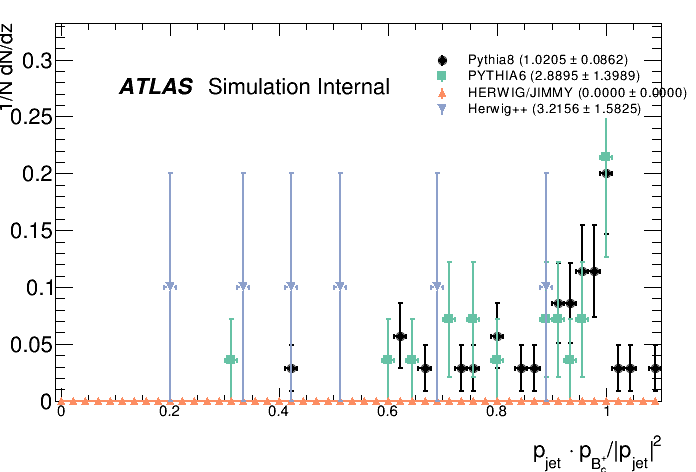 1/N dN/dz
0.3
0.25
0.2
0.15
0.1
0.05
0
ATLAS Simulation Internal
Pythia8 (1.0205 ± 0.0862)
PYTHIA6 (2.8895 ± 1.3989)
HERWIG/JIMMY (0.0000 ± 0.0000)
Herwig++ (3.2156 ± 1.5825)
0 0.2 0.4 0.6 0.8 1
p_jet · p_B_c^+/|p_jet|^2